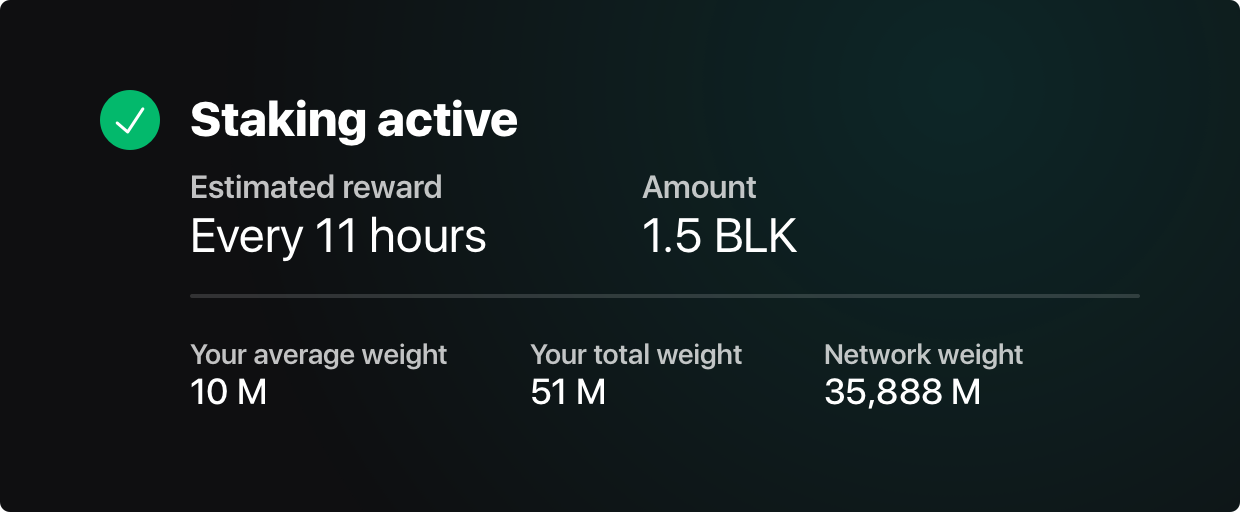 Staking active
Estimated reward
Amount
Every 11 hours
1.5 BLK
Your average weight
Your total weight
Network weight
10 M
51 M
35,888 M